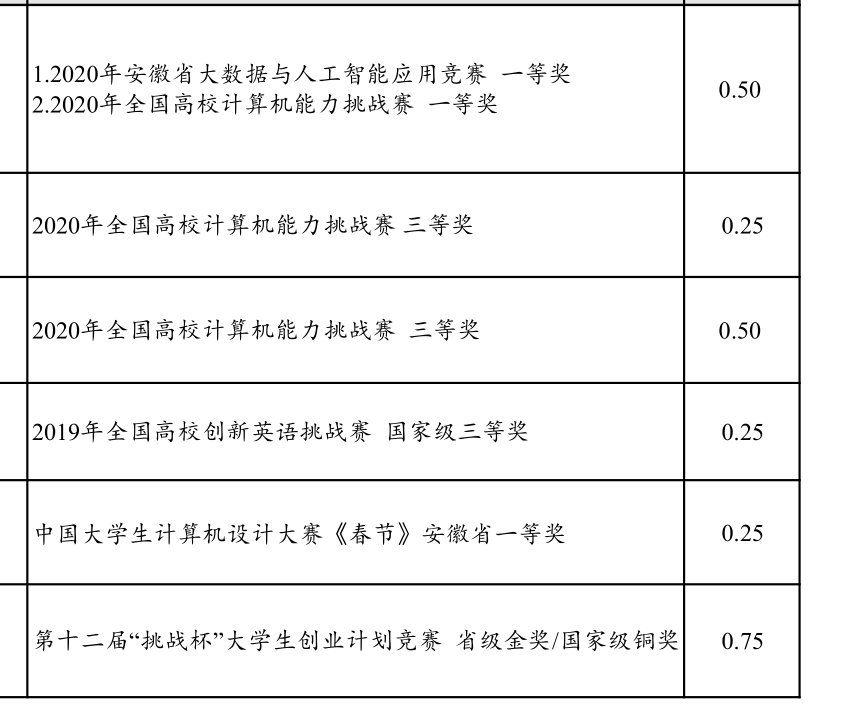 1.2020年安徽省大数据与人工智能应用竞赛 一等奖
2.2020年全国高校计算机能力挑战赛 一等奖
0.50
2020年全国高校计算机能力挑战赛 三等奖
0.25
2020年全国高校计算机能力挑战赛 三等奖
0.50
2019年全国高校创新英语挑战赛 国家级三等奖
0.25
中国大学生计算机设计大赛《春节》安徽省一等奖
0.25
第十二届“挑战杯”大学生创业计划竞赛 省级金奖/国家级铜奖
0.75